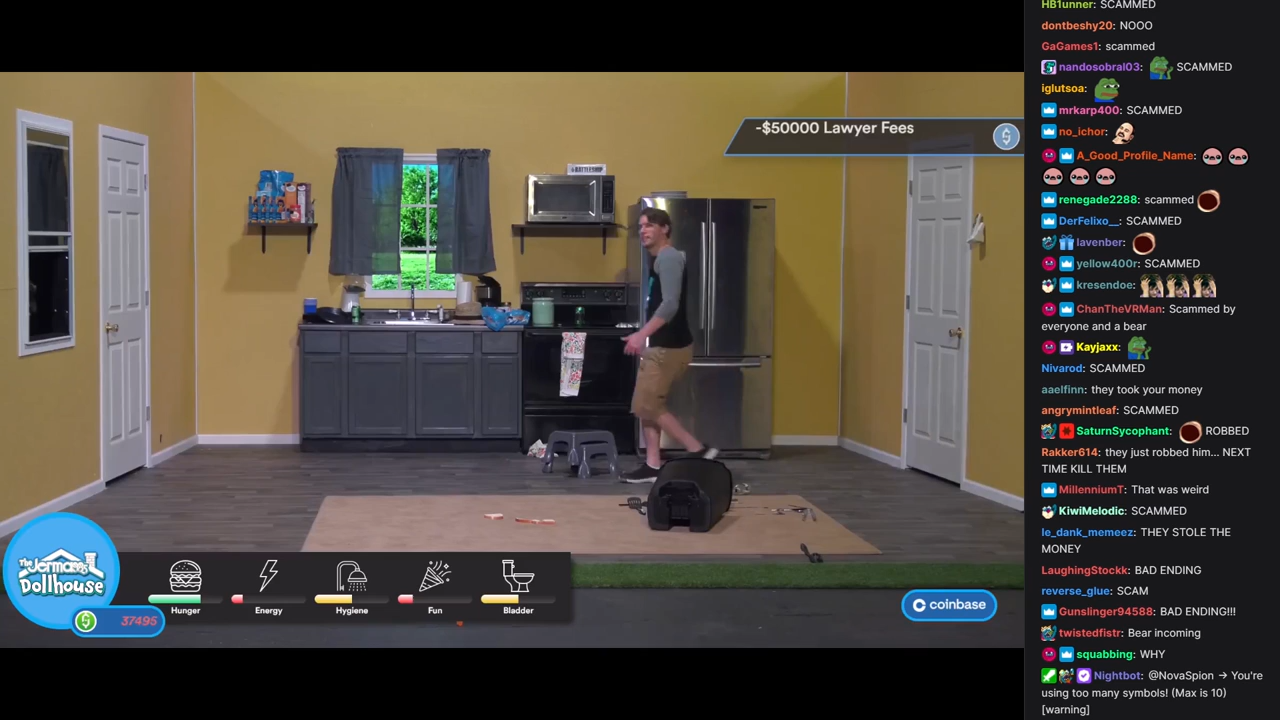 -$50000 Lawyer Fees
BATTLESHIP
The Jerma985
Dollhouse
37495
Hunger
Energy
Hygiene
Fun
Bladder
coinbase
HB1unner: SCAMMED
dontbeshy20: NOOO
GaGames1: scammed
nandosobral03: SCAMMED
iglutsoa:
mrkarp400: SCAMMED
no_ichor:
A_Good_Profile_Name:
renegade2288: scammed
DerFelixo__: SCAMMED
lavenber:
yellow400r: SCAMMED
kresendoe:
ChanTheVRMan: Scammed by
everyone and a bear
Kayjaxx:
Nivarod: SCAMMED
aaelfinn: they took your money
angrymintleaf: SCAMMED
SaturnSycophant: ROBBED
Rakker614: they just robbed him... NEXT
TIME KILL THEM
MillenniumT: That was weird
KiwiMelodic: SCAMMED
le_dank_memeez: THEY STOLE THE
MONEY
LaughingStockk: BAD ENDING
reverse_glue: SCAM
Gunslinger94588: BAD ENDING!!!
twistedfistr: Bear incoming
squabbing: WHY
Nightbot: @NovaSpion → You're
using too many symbols! (Max is 10)
[warning]